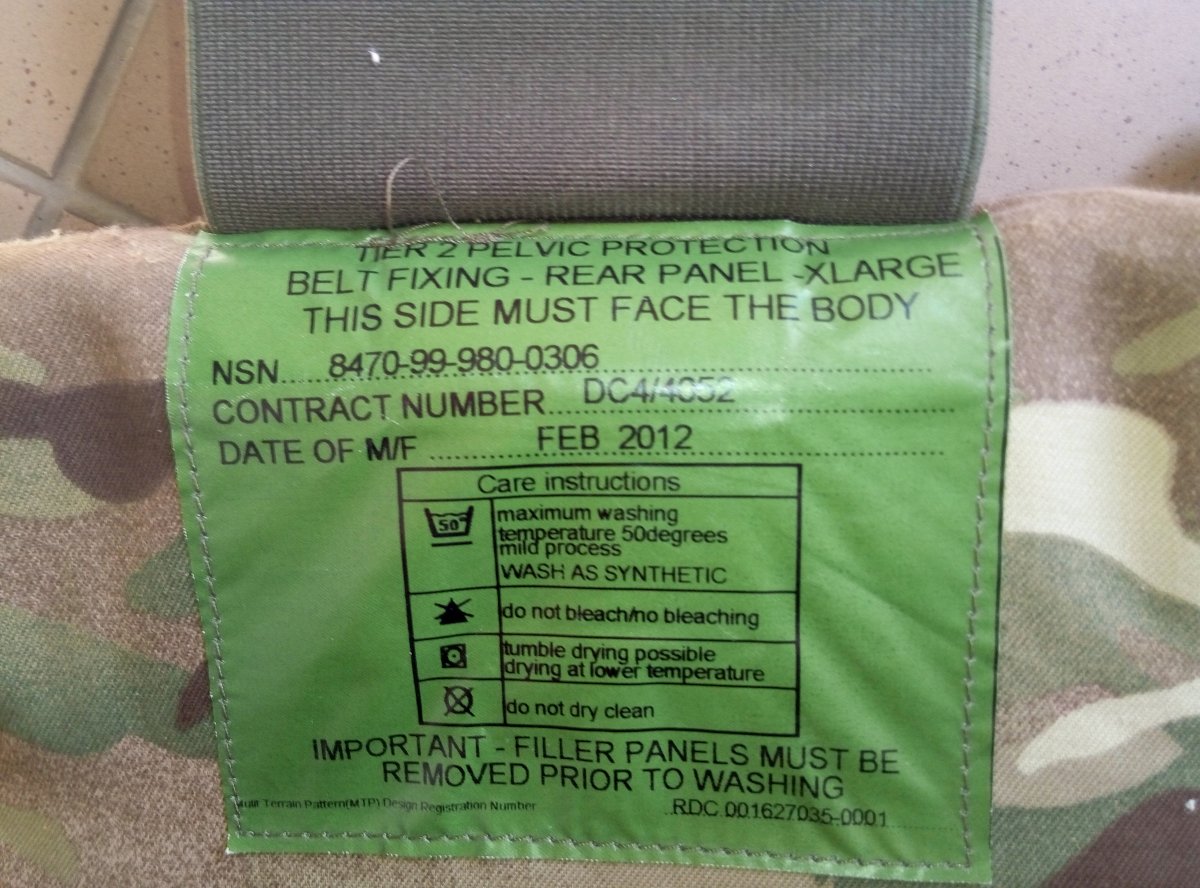 TIER 2 PELVIC PROTECTION
BELT FIXING - REAR PANEL -XLARGE
THIS SIDE MUST FACE THE BODY
NSN..... 8470-99-980-0306
CONTRACT NUMBER DC4/4052
DATE OF M/F FEB 2012
Care instructions
50°
maximum washing
temperature 50degrees
mild process
WASH AS SYNTHETIC
do not bleach/no bleaching
tumble drying possible
drying at lower temperature
do not dry clean
IMPORTANT - FILLER PANELS MUST BE
REMOVED PRIOR TO WASHING
Multi Terrain Pattern(MTP) Design Registration Number RDC 001627035-0001